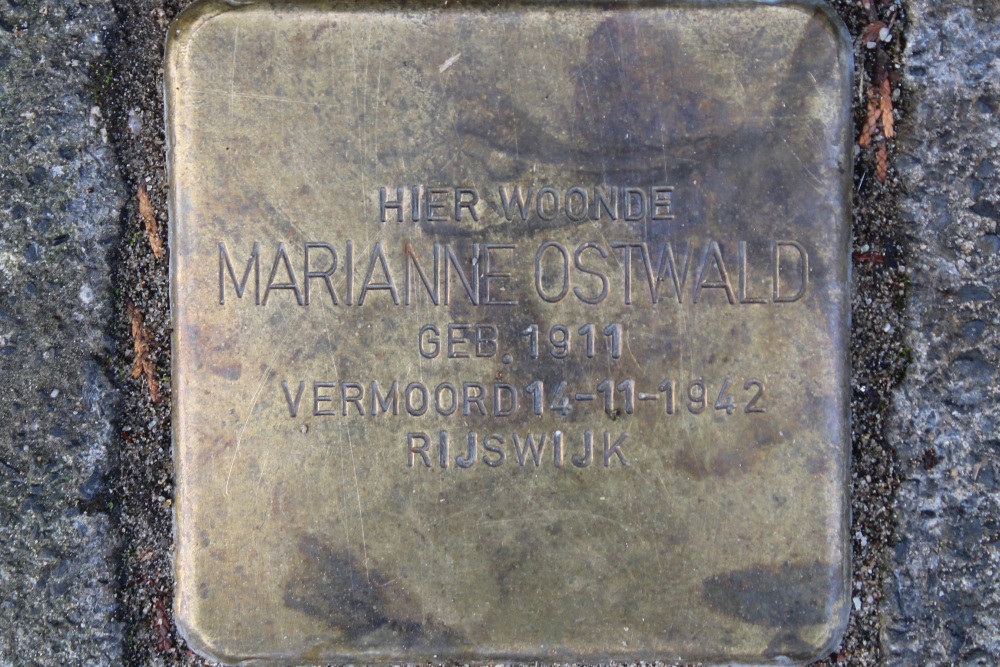 HIER WOONDE
MARIANNE OSTWALD
GEB. 1911
VERMOORD 14-11-1942
RIJSWIJK